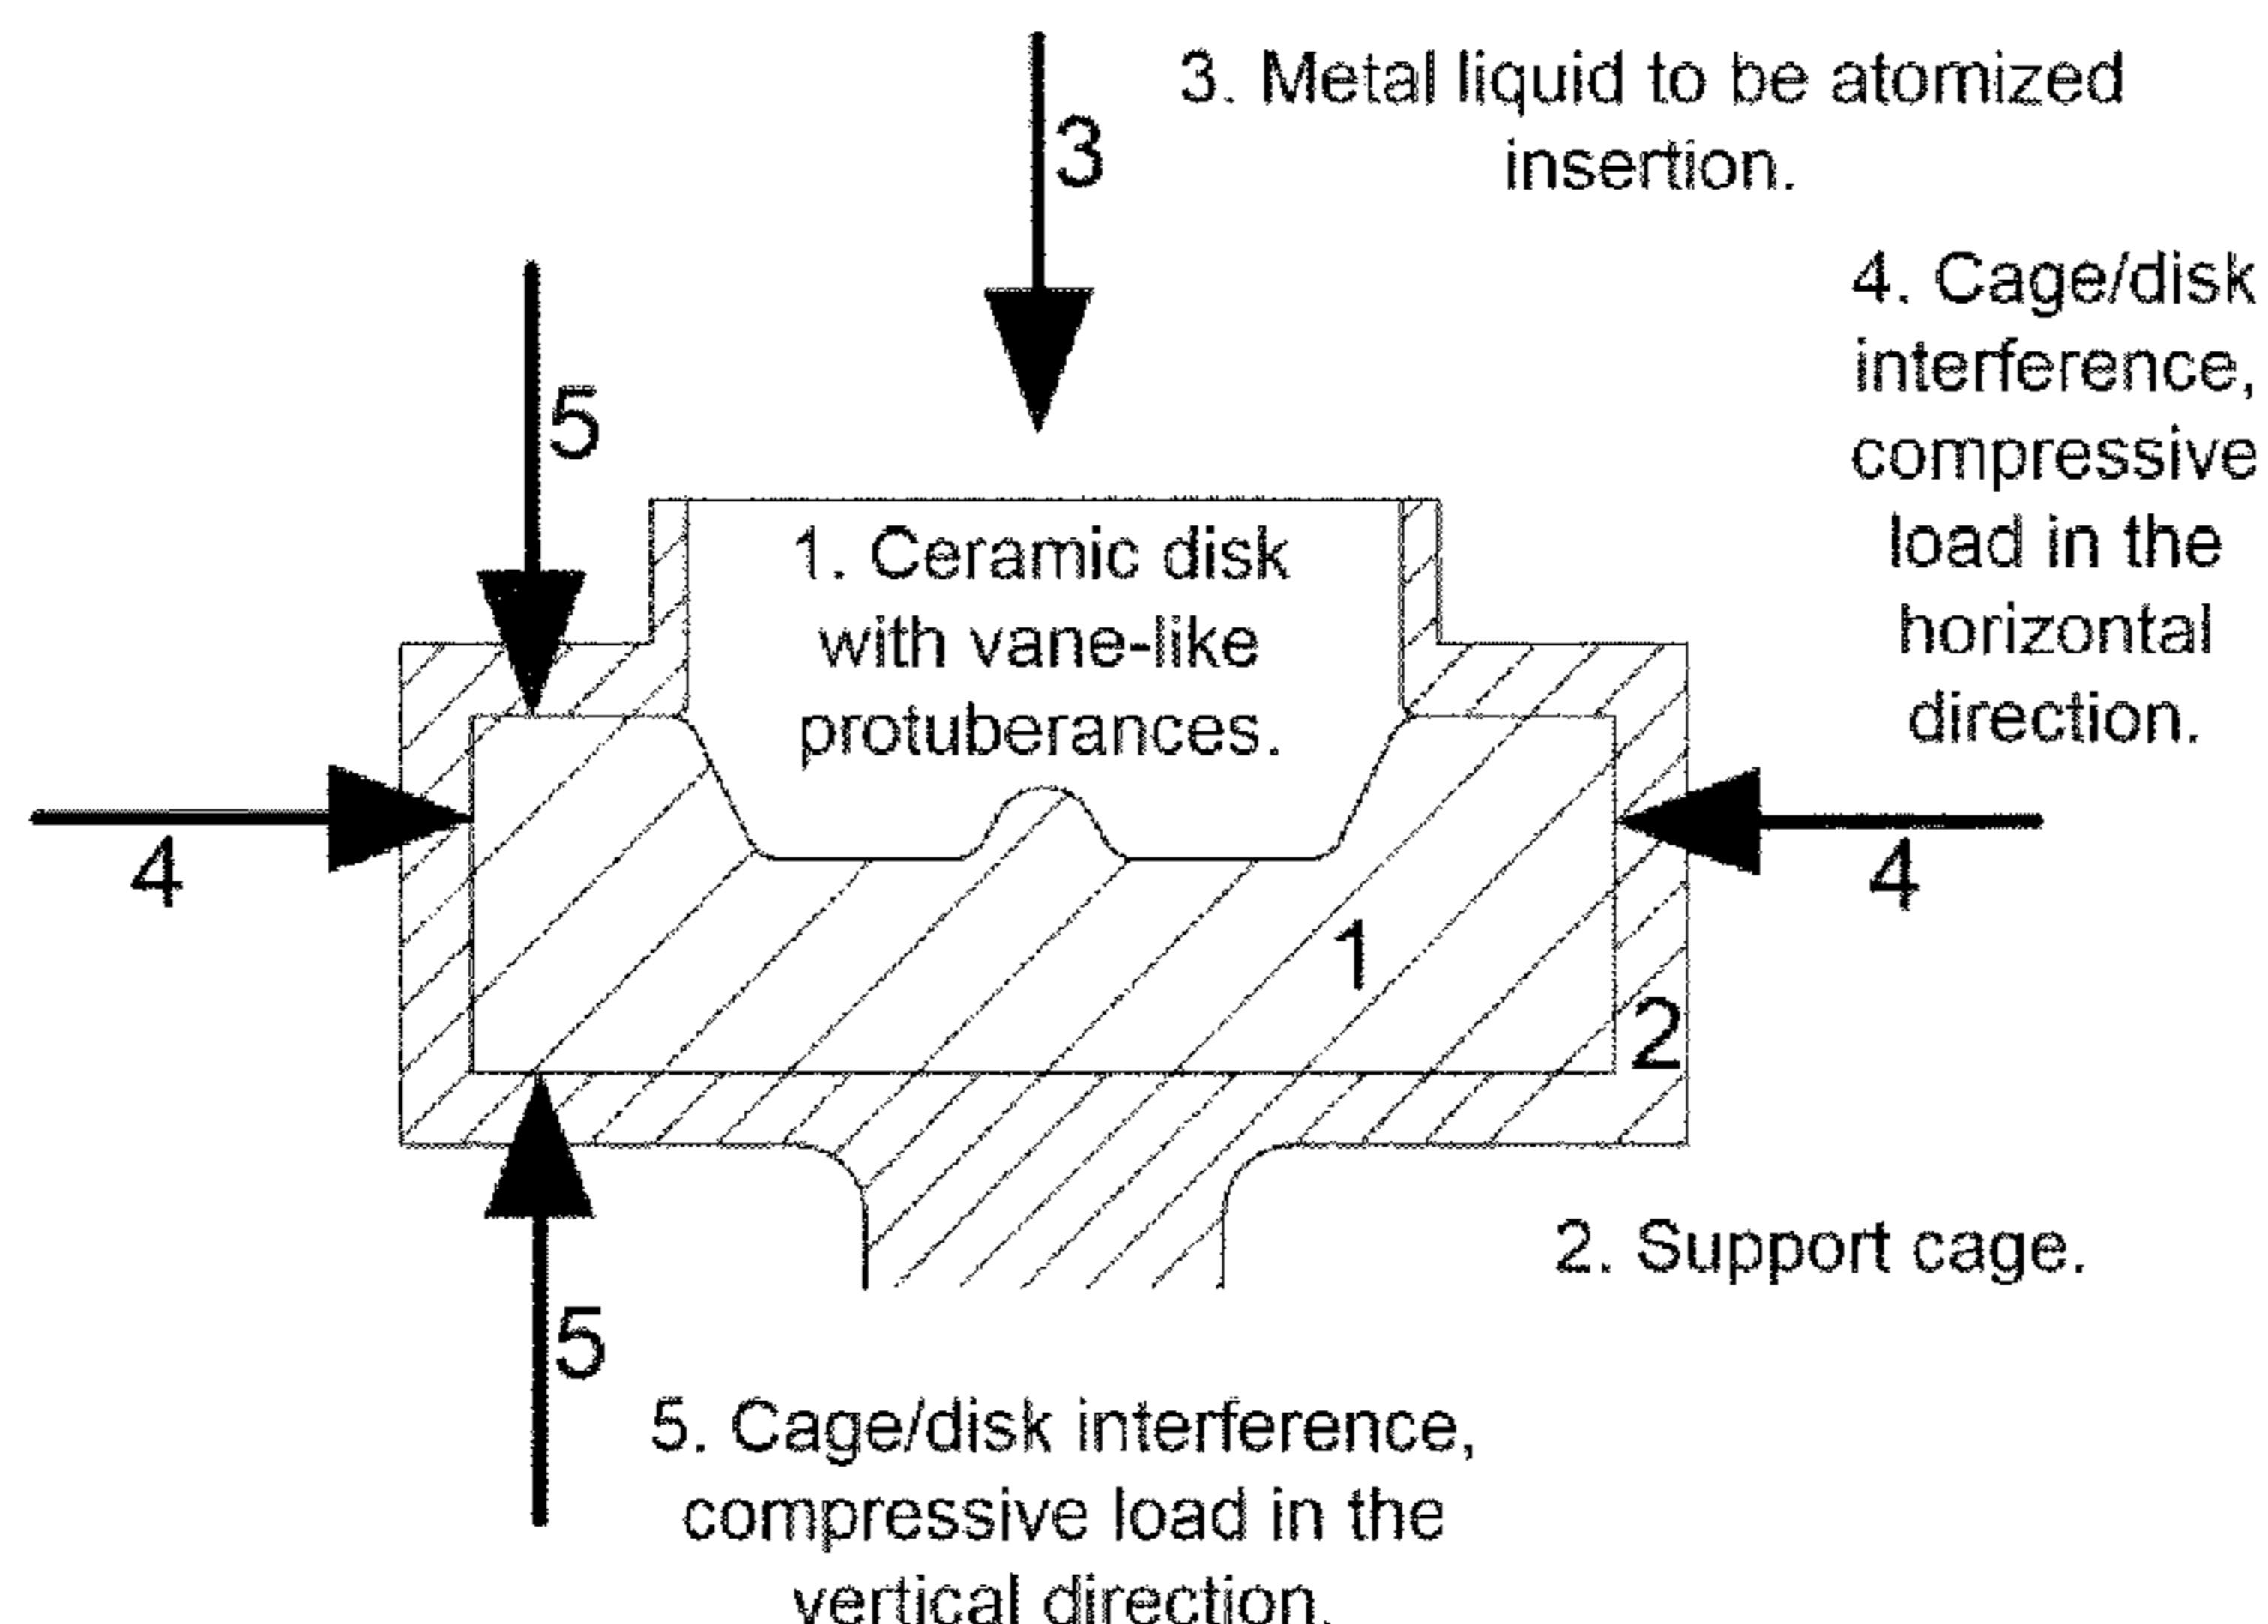 3
3. Metal liquid to be atomized
insertion.
4. Cage/disk
interference,
compressive
load in the
horizontal
direction.
5
1. Ceramic disk
with vane-like
protuberances.
4
4
1
2
2. Support cage.
5
5. Cage/disk interference,
compressive load in the
vertical direction.